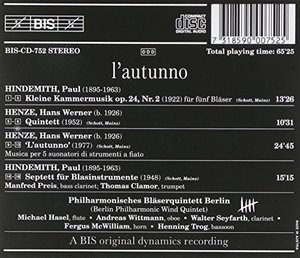 BIS
COMPACT
disc
DIGITAL AUDIO
BIS-CD-752 STEREO
D D D
Total playing time: 65'25
7 318590 007525
l'autunno
HINDEMITH, Paul (1895-1963)
Kleine Kammermusik op. 24, Nr. 2 (1922) für fünf Bläser 13'26
HENZE, Hans Werner (b. 1926)
Quintett (1952) (Schott, Mainz) 10'31
HENZE, Hans Werner (b. 1926)
'L'autunno' (1977) (Schott, Mainz) 24'45
Musica per 5 suonatori di strumenti a fiato
HINDEMITH, Paul (1895-1963)
Septett für Blasinstrumente (1948) (Schott, Mainz) 15'15
Manfred Preis, bass clarinet; Thomas Clamor, trumpet
Philharmonisches Bläserquintett Berlin
(Berlin Philharmonic Wind Quintet)
Michael Hasel, flute • Andreas Wittmann, oboe • Walter Seyfarth, clarinet •
Fergus McWilliam, horn • Henning Trog, bassoon
A BIS original dynamics recording